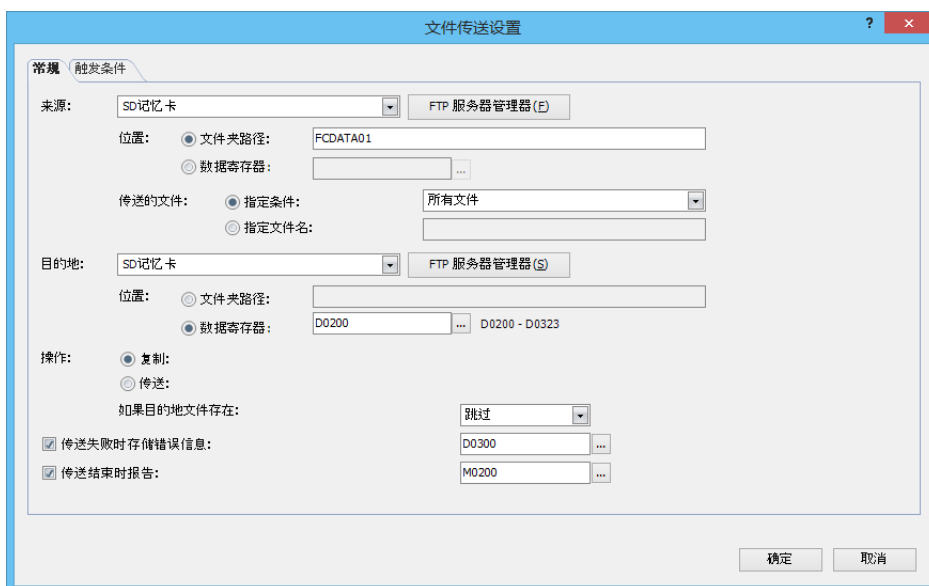 文件传送设置 ? ×
常规 触发条件
来源: SD记忆卡 FTP 服务器管理器(F)
位置: 文件夹路径: FCDATA01
数据寄存器: ...
传送的文件: 指定条件: 所有文件
指定文件名:
目的地: SD记忆卡 FTP 服务器管理器(S)
位置: 文件夹路径:
数据寄存器: D0200 ... D0200 - D0323
操作: 复制:
传送:
如果目的地文件存在: 跳过
传送失败时存储错误信息: D0300 ...
传送结束时报告: M0200 ...
确定 取消